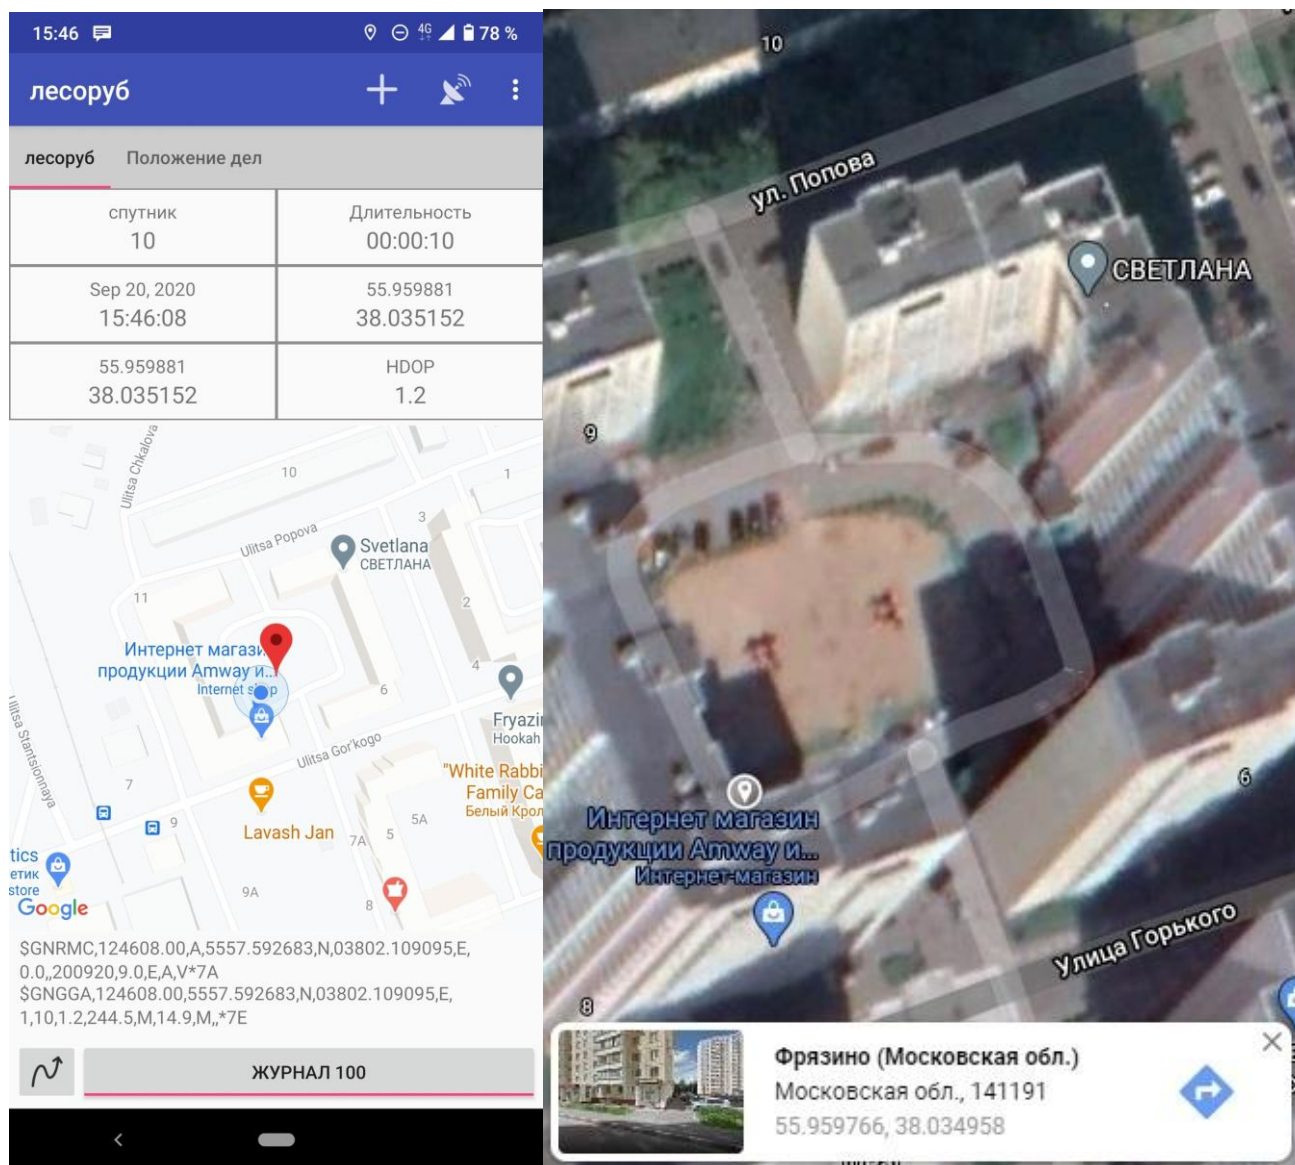 15:46
4G
78 %
лесоруб
лесоруб
Положение дел
спутник
10
Длительность
00:00:10
Sep 20, 2020
15:46:08
55.959881
38.035152
55.959881
38.035152
HDOP
1.2
Ulitsa Chkalova
10
1
Ulitsa Popova
3
Svetlana
СВЕТЛАНА
11
2
Интернет магази
продукции Amway и...
Internet
4
6
Ulitsa Stantsionnaya
Fryazi
Hookah
Ulitsa Gor'kogo
7
"White Rabbi
Family Ca
Белый Крол
9
Lavash Jan
7A
5
5A
tics
етик
store
9A
8
Google
$GNRMC,124608.00,A,5557.592683,N,03802.109095,E,
0.0,,200920,9.0,E,A,V*7A
$GNGGA,124608.00,5557.592683,N,03802.109095,E,
1,10,1.2,244.5,M,14.9,M,,*7E
ЖУРНАЛ 100
10
ул. Попова
СВЕТЛАНА
9
6
Интернет магазин
продукции Amway и...
Интернет-магазин
Улица Горького
8
Фрязино (Московская обл.)
Московская обл., 141191
55.959766, 38.034958